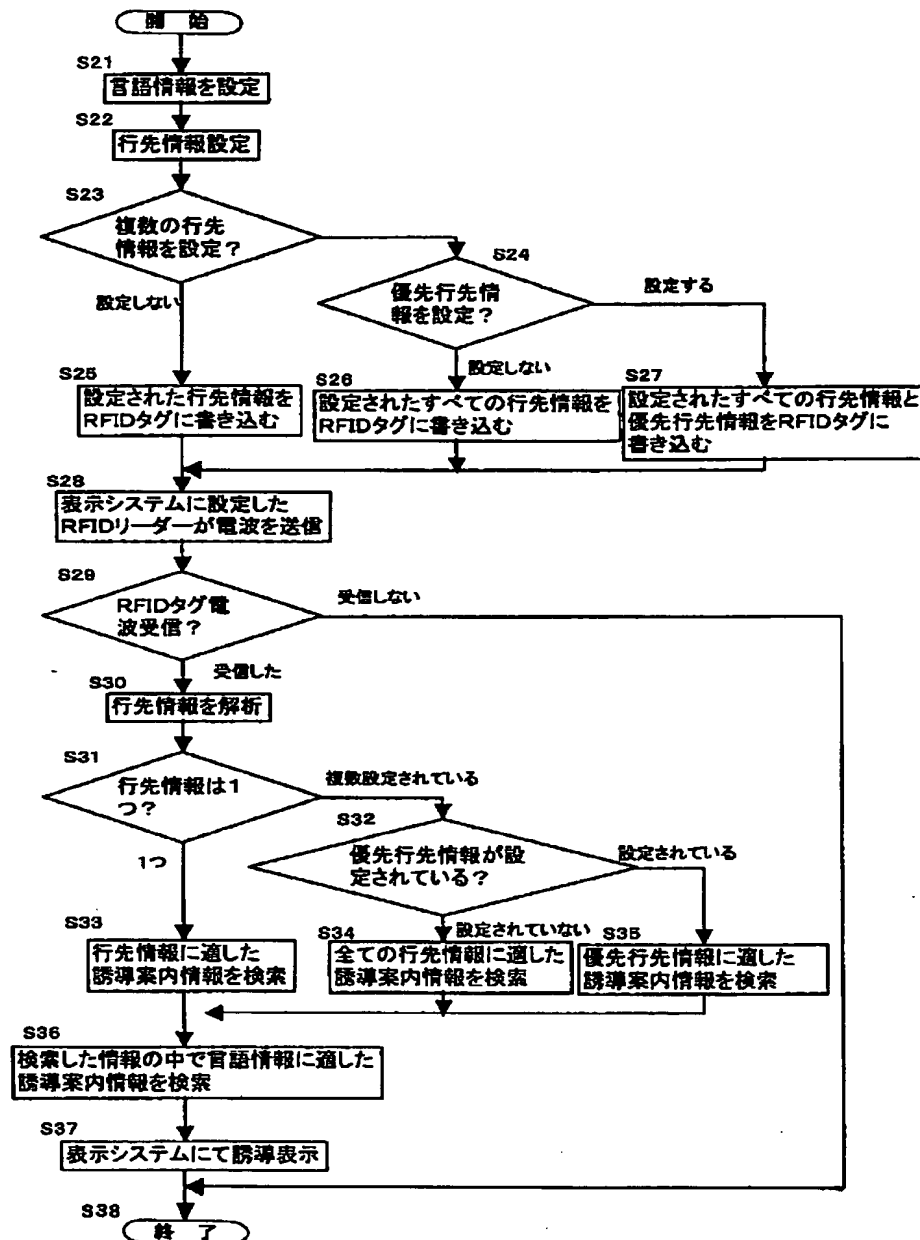 開 始
S21
言語情報を設定
S22
行先情報設定
S23
複数の行先
情報を設定？
S24
優先行先情
報を設定？
設定しない
設定する
設定しない
S25
設定された行先情報を
RFIDタグに書き込む
S26
設定されたすべての行先情報を
RFIDタグに書き込む
S27
設定されたすべての行先情報と
優先行先情報をRFIDタグに
書き込む
S28
表示システムに設定した
RFIDリーダーが電波を送信
S29
RFIDタグ電
波受信？
受信しない
受信した
S30
行先情報を解析
S31
行先情報は1
つ？
複数設定されている
S32
優先行先情報が設
定されている？
設定されている
1つ
設定されていない
S33
行先情報に適した
誘導案内情報を検索
S34
全ての行先情報に適した
誘導案内情報を検索
S35
優先行先情報に適した
誘導案内情報を検索
S36
検索した情報の中で言語情報に適した
誘導案内情報を検索
S37
表示システムにて誘導表示
S38
終 了